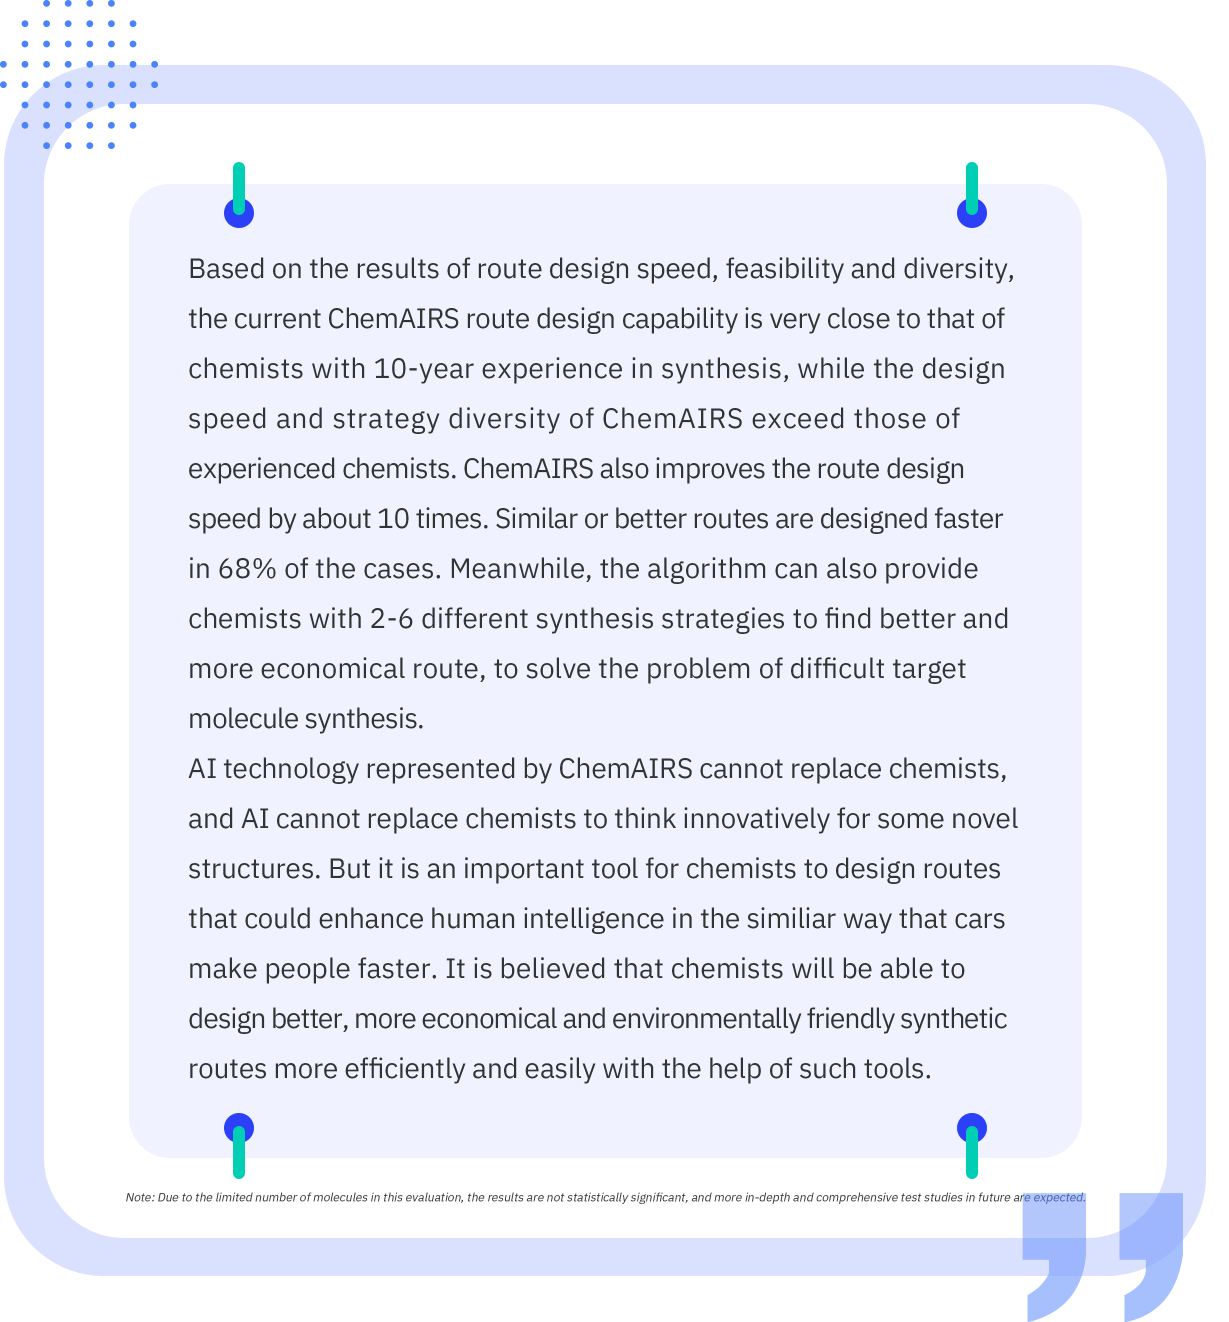 Based on the results of route design speed, feasibility and diversity,
the current ChemAIRS route design capability is very close to that of
chemists with 10-year experience in synthesis, while the design
speed and strategy diversity of ChemAIRS exceed those of
experienced chemists. ChemAIRS also improves the route design
speed by about 10 times. Similar or better routes are designed faster
in 68% of the cases. Meanwhile, the algorithm can also provide
chemists with 2-6 different synthesis strategies to find better and
more economical route, to solve the problem of difficult target
molecule synthesis.
AI technology represented by ChemAIRS cannot replace chemists,
and AI cannot replace chemists to think innovatively for some novel
structures. But it is an important tool for chemists to design routes
that could enhance human intelligence in the similiar way that cars
make people faster. It is believed that chemists will be able to
design better, more economical and environmentally friendly synthetic
routes more efficiently and easily with the help of such tools.
Note: Due to the limited number of molecules in this evaluation, the results are not statistically significant, and more in-depth and comprehensive test studies in future are expected.